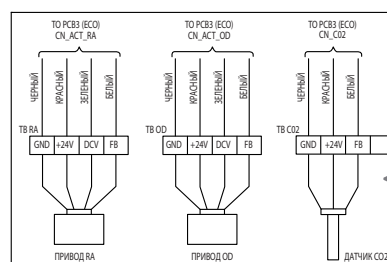 TO PCB3 (ECO)
CN_ACT_RA
TO PCB3 (ECO)
CN_ACT_OD
TO PCB3 (ECO)
CN_C02
ЧЕРНЫЙ
КРАСНЫЙ
ЗЕЛЕНЫЙ
БЕЛЫЙ
ЧЕРНЫЙ
КРАСНЫЙ
ЗЕЛЕНЫЙ
БЕЛЫЙ
ЧЕРНЫЙ
КРАСНЫЙ
БЕЛЫЙ
TB RA
TB OD
TB C02
GND +24V DCV FB
GND +24V DCV FB
GND +24V FB
ПРИВОД RA
ПРИВОД OD
ДАТЧИК CO2